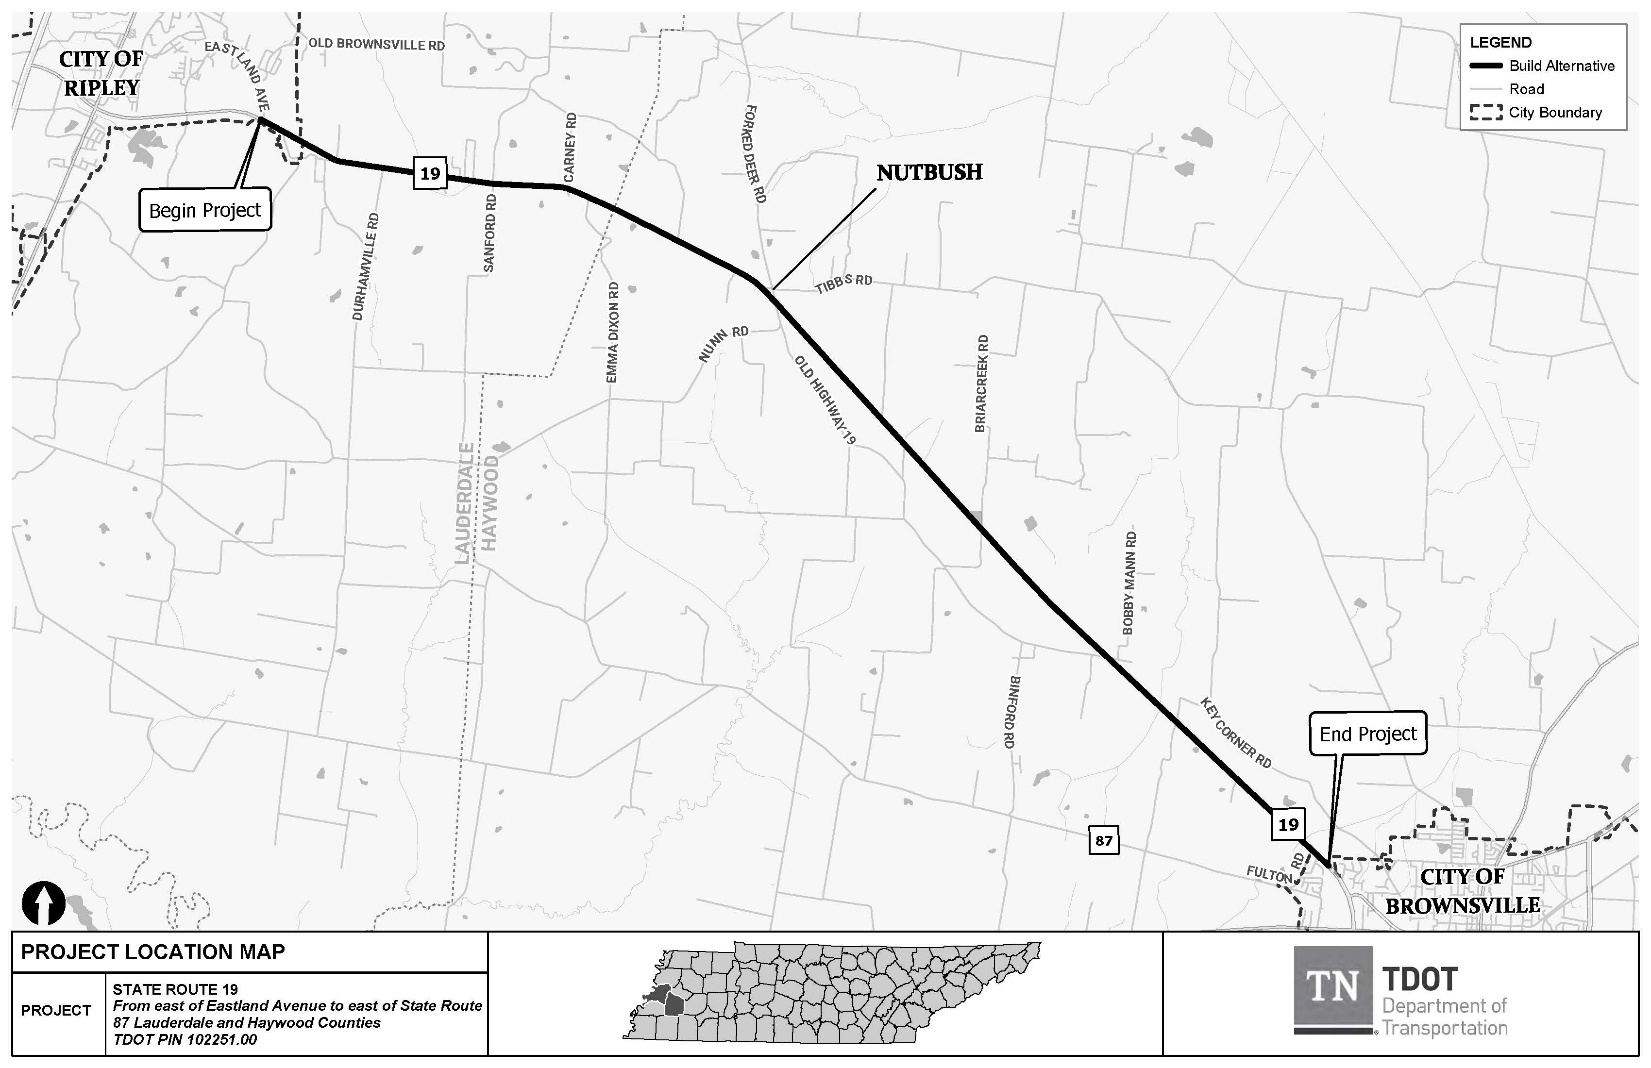 CITY OF
RIPLEY
EASTLAND AVE
OLD BROWNSVILLE RD
LEGEND
Build Alternative
Road
City Boundary
Begin Project
19
DURHAMVILLE RD
SANFORD RD
CARNEY RD
FORKED DEER RD
NUTBUSH
TIBBS RD
EMMA DIXON RD
NUNN RD
OLD HIGHWAY 19
BRIARCREEK RD
LAUDERDALE
HAYWOOD
BOBBY MANN RD
BINFORD RD
KEY CORNER RD
End Project
19
87
FULTON RD
CITY OF
BROWNSVILLE
PROJECT LOCATION MAP
PROJECT
STATE ROUTE 19
From east of Eastland Avenue to east of State Route
87 Lauderdale and Haywood Counties
TDOT PIN 102251.00
TN
TDOT
Department of
Transportation